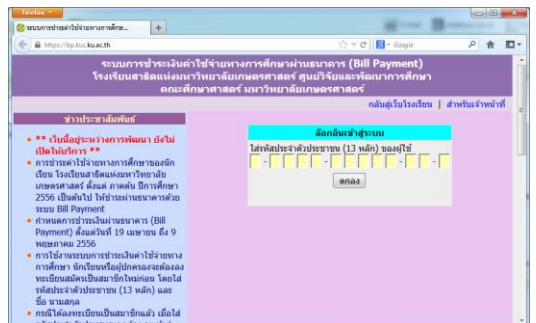 Firefox
ระบบการชำระค่าใช้จ่ายทางการศึกษ...
https://bp.kus.ku.ac.th
Google
ระบบการชำระเงินค่าใช้จ่ายทางการศึกษาผ่านธนาคาร (Bill Payment)
โรงเรียนสาธิตแห่งมหาวิทยาลัยเกษตรศาสตร์ ศูนย์วิจัยและพัฒนาการศึกษา
คณะศึกษาศาสตร์ มหาวิทยาลัยเกษตรศาสตร์
กลับสู่เว็บโรงเรียน | สำหรับเจ้าหน้าที่
ข่าวประชาสัมพันธ์
** เว็บนี้อยู่ระหว่างการพัฒนา ยังไม่
เปิดให้บริการ **
การชำระค่าใช้จ่ายทางการศึกษาของนัก
เรียน โรงเรียนสาธิตแห่งมหาวิทยาลัย
เกษตรศาสตร์ ตั้งแต่ ภาคต้น ปีการศึกษา
2556 เป็นต้นไป ให้ชำระผ่านธนาคารด้วย
ระบบ Bill Payment
กำหนดการชำระเงินผ่านธนาคาร (Bill
Payment) ตั้งแต่วันที่ 19 เมษายน ถึง 9
พฤษภาคม 2556
การใช้งานระบบการชำระเงินค่าใช้จ่ายทาง
การศึกษา นักเรียนหรือผู้ปกครองจะต้องลง
ทะเบียนสมัครเป็นสมาชิกใหม่ก่อน โดยใส่
รหัสประจำตัวประชาชน (13 หลัก) และ
ชื่อ นามสกุล
กรณีได้ลงทะเบียนเป็นสมาชิกแล้ว เมื่อใส่
ล็อกอินเข้าสู่ระบบ
ใส่รหัสประจำตัวประชาชน (13 หลัก) ของผู้ใช้
ตกลง